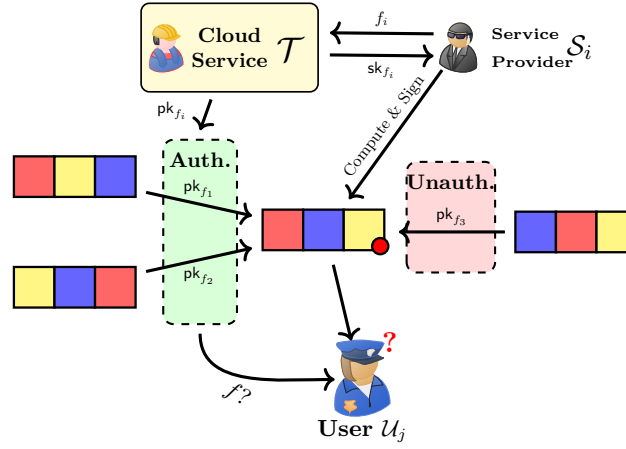 Cloud
Service 𝒯
f_i
sk_{f_i}
Service
Provider 𝒮_i
pk_{f_i}
Compute & Sign
Auth.
Unauth.
pk_{f_1}
pk_{f_3}
pk_{f_2}
?
f?
User 𝒰_j